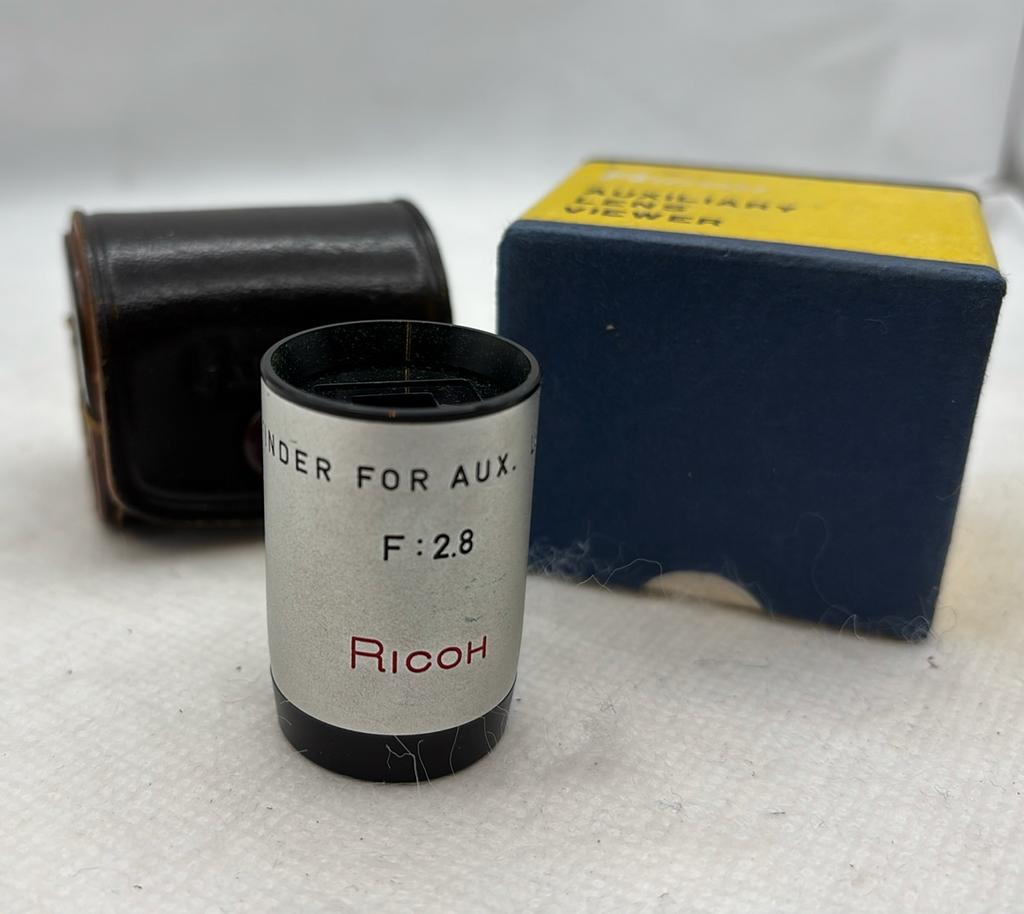 AUXILIARY
LENS
VIEWER
INDER FOR AUX.
F:2.8
RICOH